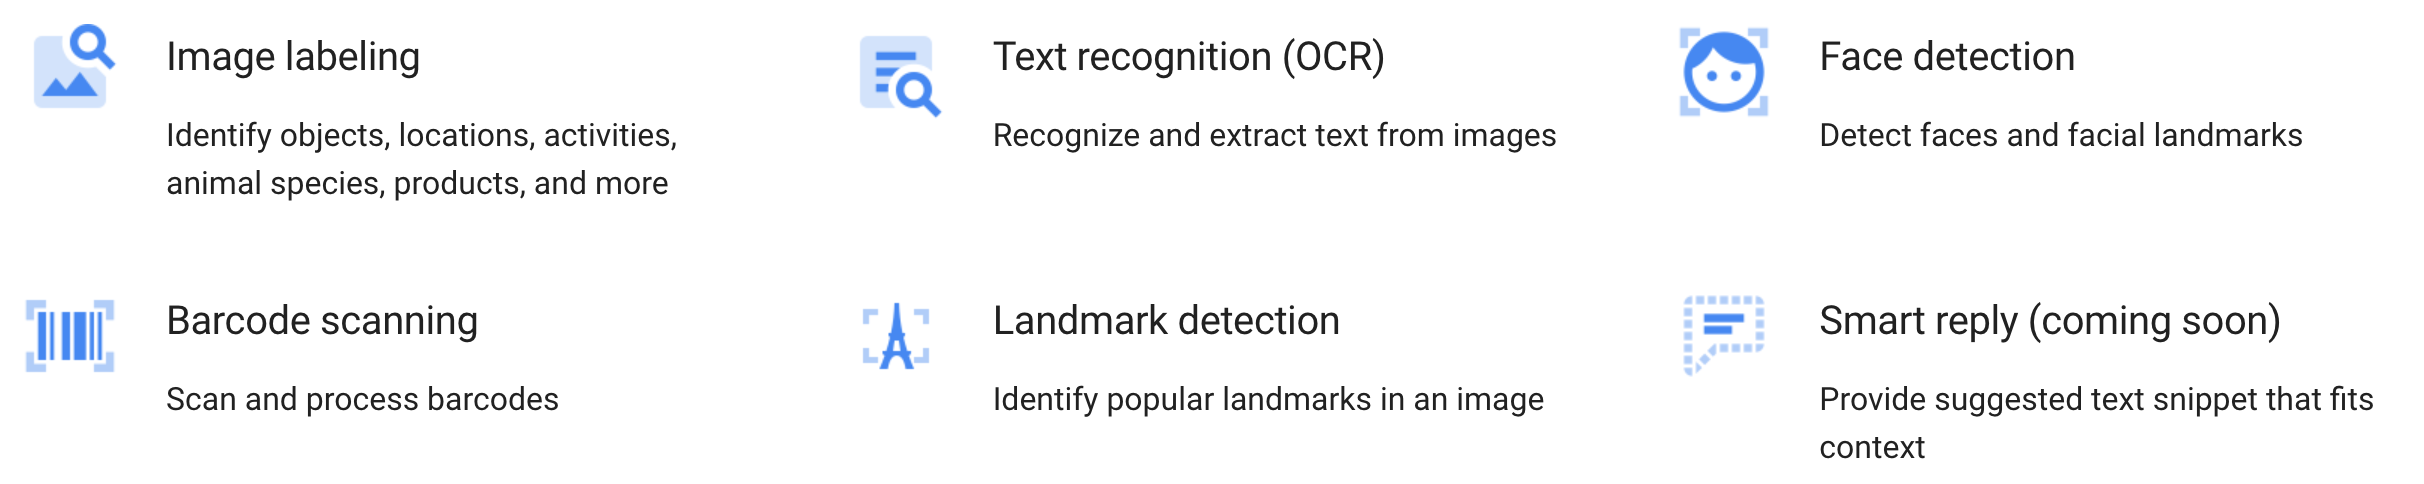 Image labeling
Identify objects, locations, activities,
animal species, products, and more
Text recognition (OCR)
Recognize and extract text from images
Face detection
Detect faces and facial landmarks
Barcode scanning
Scan and process barcodes
Landmark detection
Identify popular landmarks in an image
Smart reply (coming soon)
Provide suggested text snippet that fits
context